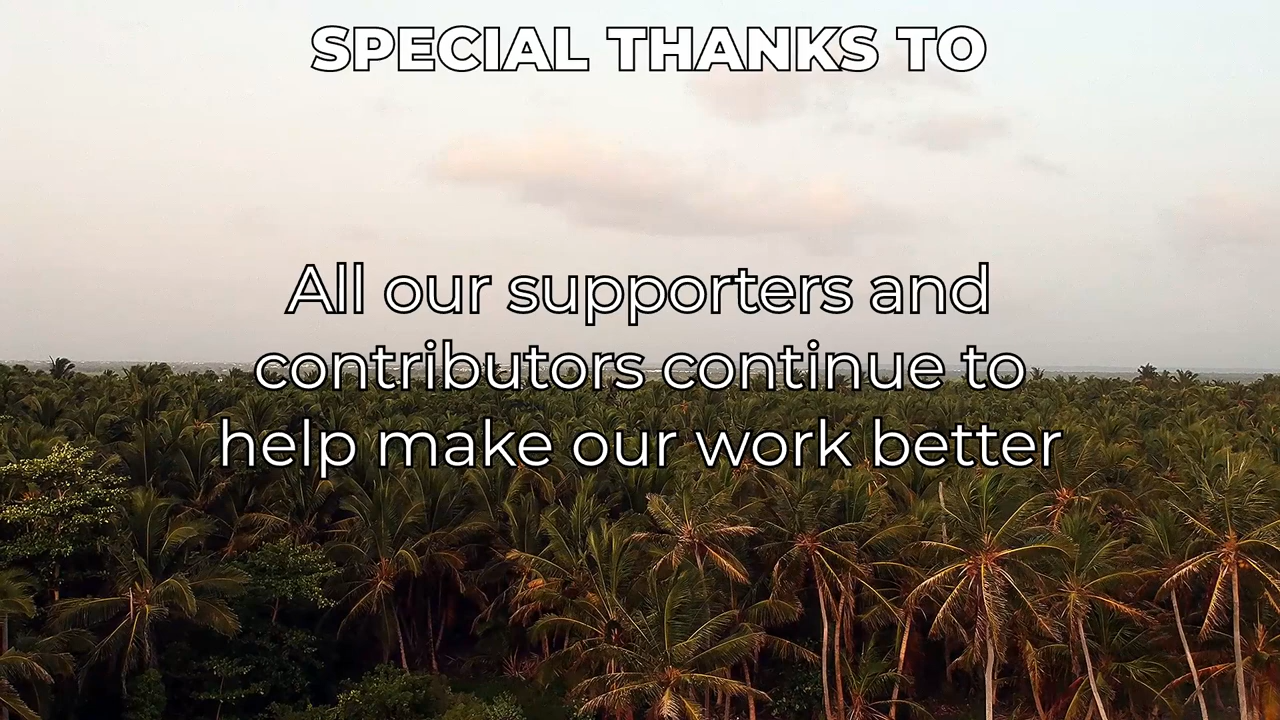 SPECIAL THANKS TO
All our supporters and
contributors continue to
help make our work better